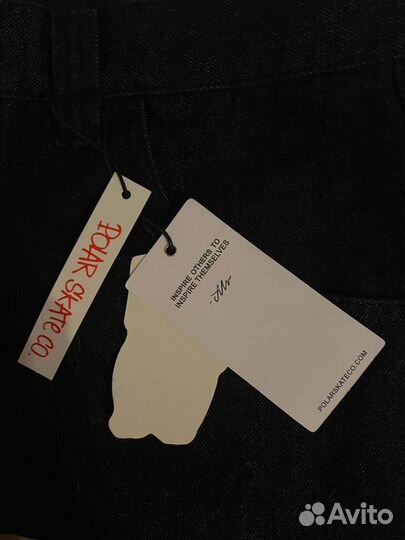 POLAR SKATE CO.
INSPIRE OTHERS TO
INSPIRE THEMSELVES
POLARSKATECO.COM
Avito